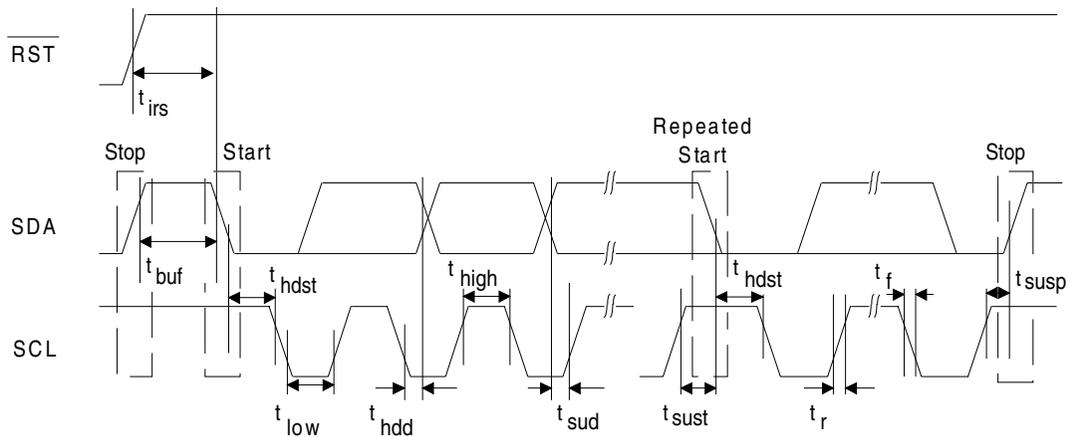 RST
t irs
Repeated
Stop
Start
Start
Stop
SDA
t buf
t hdst
t high
t hdst
t f
t susp
SCL
t low
t hdd
t sud
t sust
t r